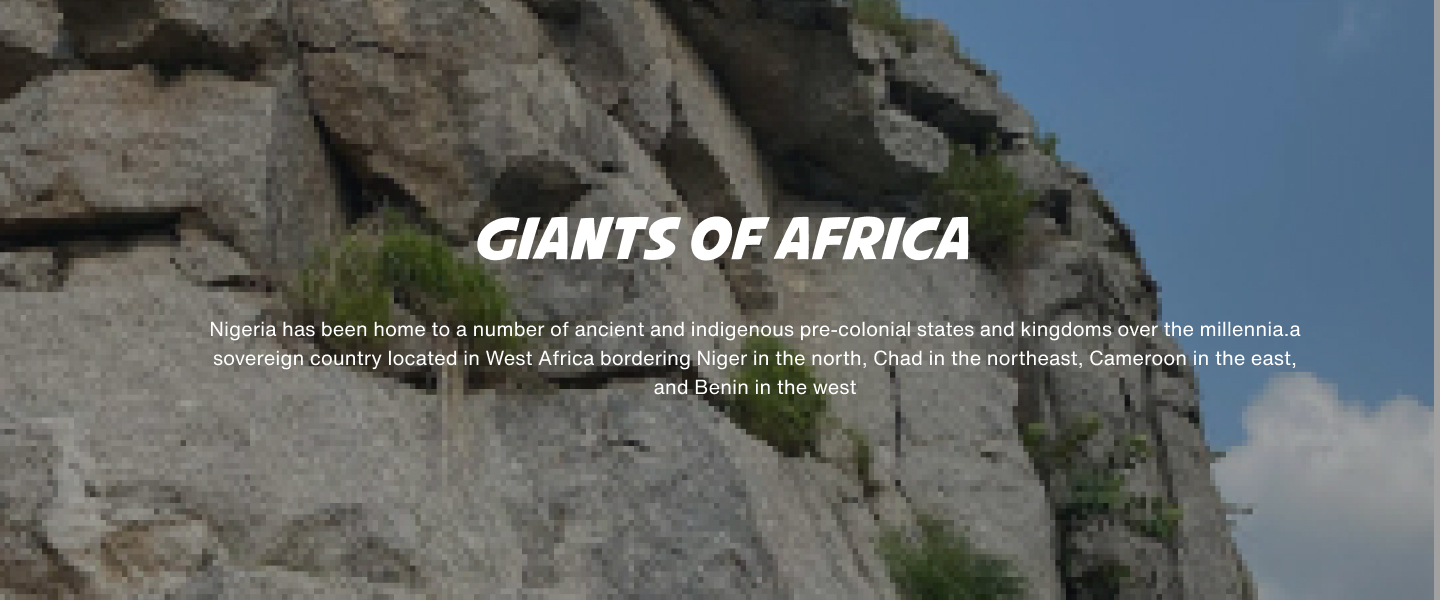 GIANTS OF AFRICA
Nigeria has been home to a number of ancient and indigenous pre-colonial states and kingdoms over the millennia.a
sovereign country located in West Africa bordering Niger in the north, Chad in the northeast, Cameroon in the east,
and Benin in the west